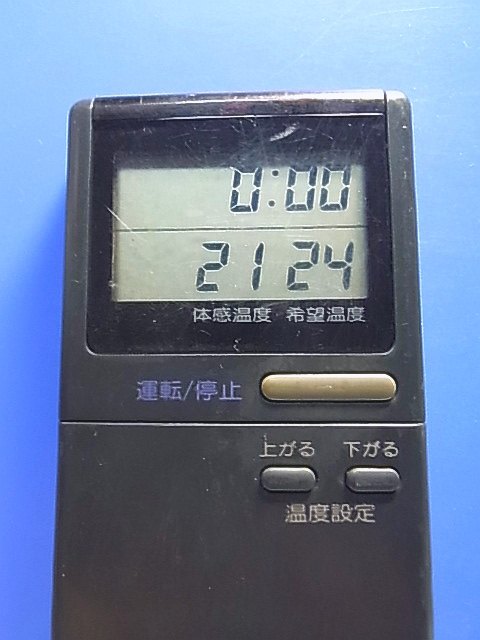 0:00
21 24
体感温度 希望温度
運転/停止
上がる 下がる
温度設定